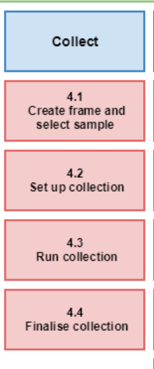 Collect
4.1
Create frame and
select sample
4.2
Set up collection
4.3
Run collection
4.4
Finalise collection